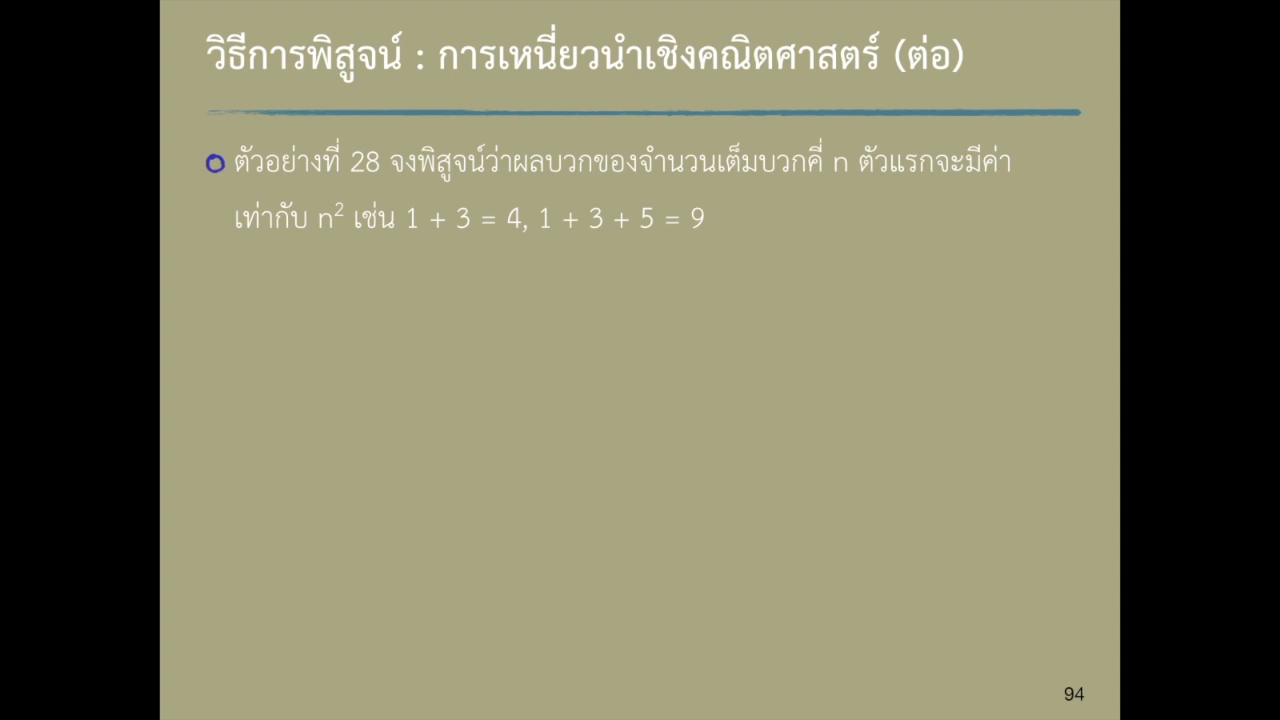 วิธีการพิสูจน์ : การเหนี่ยวนำเชิงคณิตศาสตร์ (ต่อ)
ตัวอย่างที่ 28 จงพิสูจน์ว่าผลบวกของจำนวนเต็มบวกคี่ n ตัวแรกจะมีค่า
เท่ากับ n² เช่น 1 + 3 = 4, 1 + 3 + 5 = 9
94